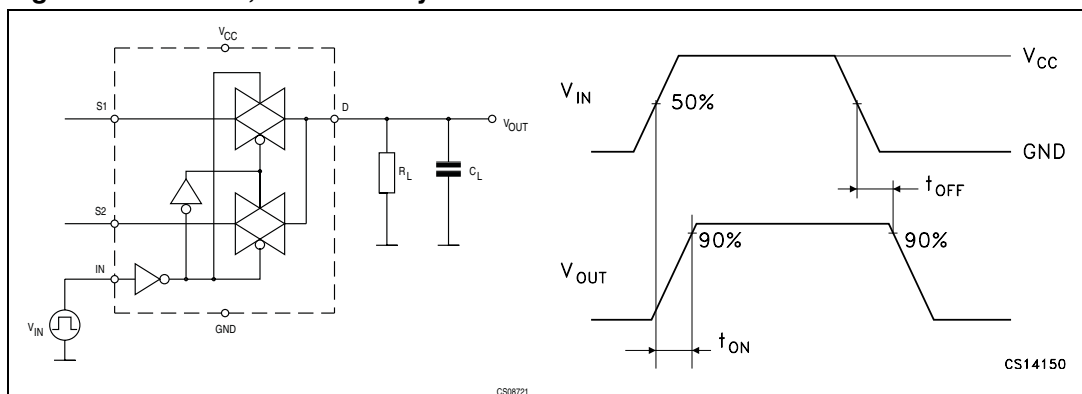 V_CC
S1
D
V_OUT
R_L
C_L
S2
IN
V_IN
GND
CS08721
V_CC
V_IN
50%
GND
t_OFF
90%
90%
V_OUT
t_ON
CS14150